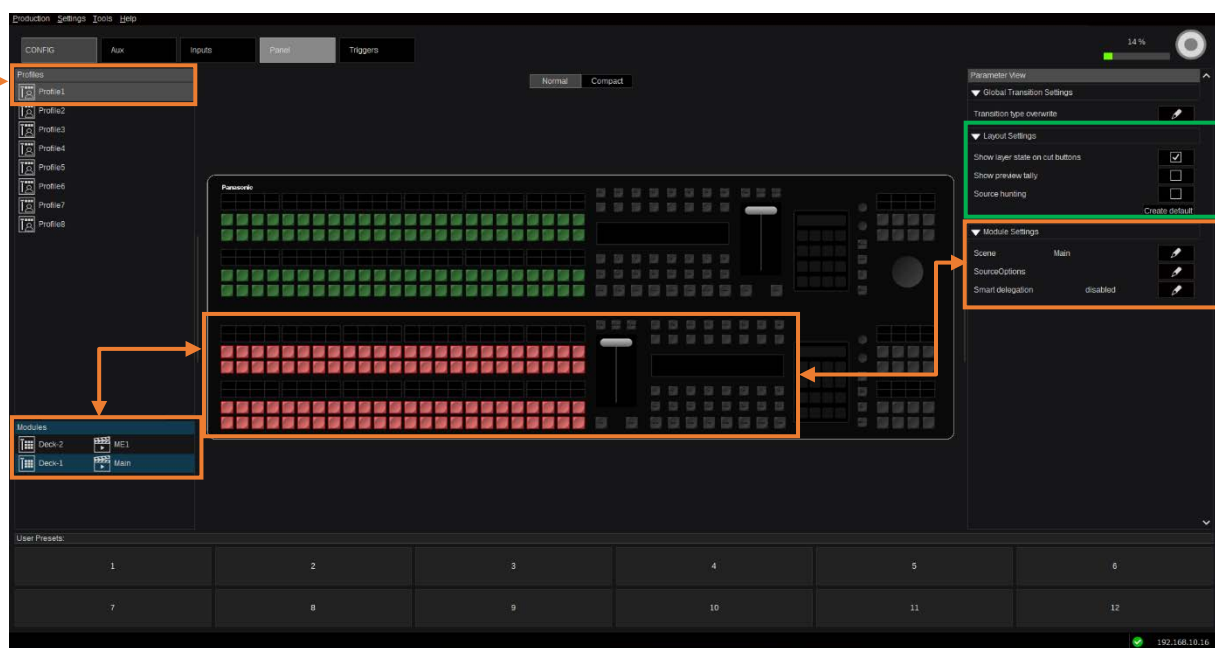 Production Settings Tools Help
CONFIG Aux Inputs Panel Triggers
14 %
Profiles
Profile1
Profile2
Profile3
Profile4
Profile5
Profile6
Profile7
Profile8
Normal Compact
Panasonic
Modules
Deck-2 ME1
Deck-1 Main
Parameter View
Global Transition Settings
Transition type overwrite
Layout Settings
Show layer state on cut buttons
Show preview tally
Source hunting
Create default
Module Settings
Scene Main
SourceOptions
Smart delegation disabled
User Presets:
1 2 3 4 5 6
7 8 9 10 11 12
192.168.10.16